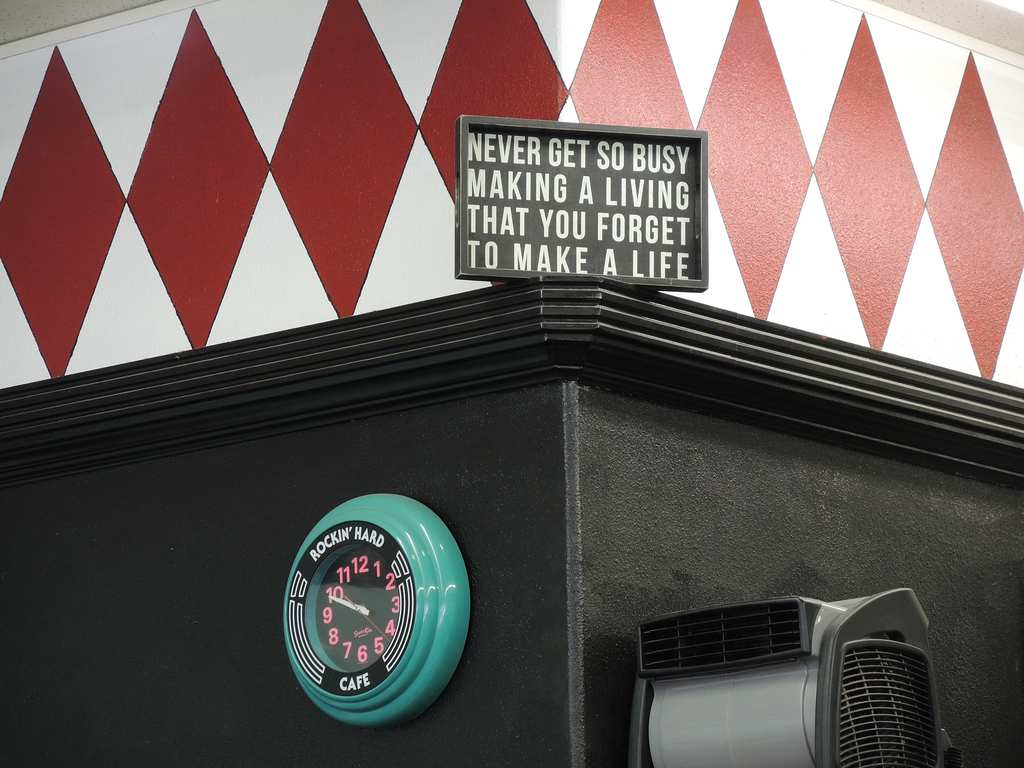 NEVER GET SO BUSY
MAKING A LIVING
THAT YOU FORGET
TO MAKE A LIFE
ROCKIN' HARD
12
11
1
10
2
9
3
8
4
7
5
6
CAFE